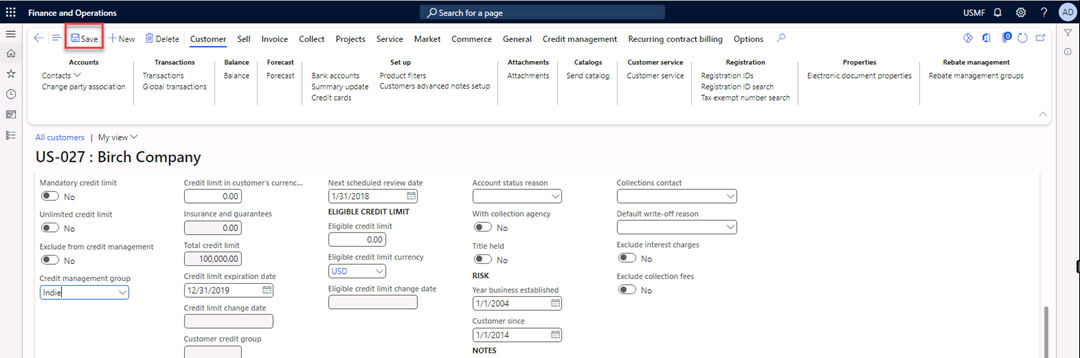 Finance and Operations
Search for a page
USMF
?
AD
Save
New
Delete
Customer
Sell
Invoice
Collect
Projects
Service
Market
Commerce
General
Credit management
Recurring contract billing
Options
0
Accounts
Contacts
Change party association
Transactions
Transactions
Global transactions
Balance
Balance
Forecast
Forecast
Set up
Bank accounts
Summary update
Credit cards
Product filters
Customers advanced notes setup
Attachments
Attachments
Catalogs
Send catalog
Customer service
Customer service
Registration
Registration IDs
Registration ID search
Tax exempt number search
Properties
Electronic document properties
Rebate management
Rebate management groups
All customers | My view
US-027 : Birch Company
Mandatory credit limit
No
Unlimited credit limit
No
Exclude from credit management
No
Credit management group
Indie
Credit limit in customer's currenc...
0.00
Insurance and guarantees
0.00
Total credit limit
100,000.00
Credit limit expiration date
12/31/2019
Credit limit change date
Customer credit group
Next scheduled review date
1/31/2018
ELIGIBLE CREDIT LIMIT
Eligible credit limit
0.00
Eligible credit limit currency
USD
Eligible credit limit change date
Account status reason
With collection agency
No
Title held
No
RISK
Year business established
1/1/2004
Customer since
1/1/2014
NOTES
Collections contact
Default write-off reason
Exclude interest charges
No
Exclude collection fees
No